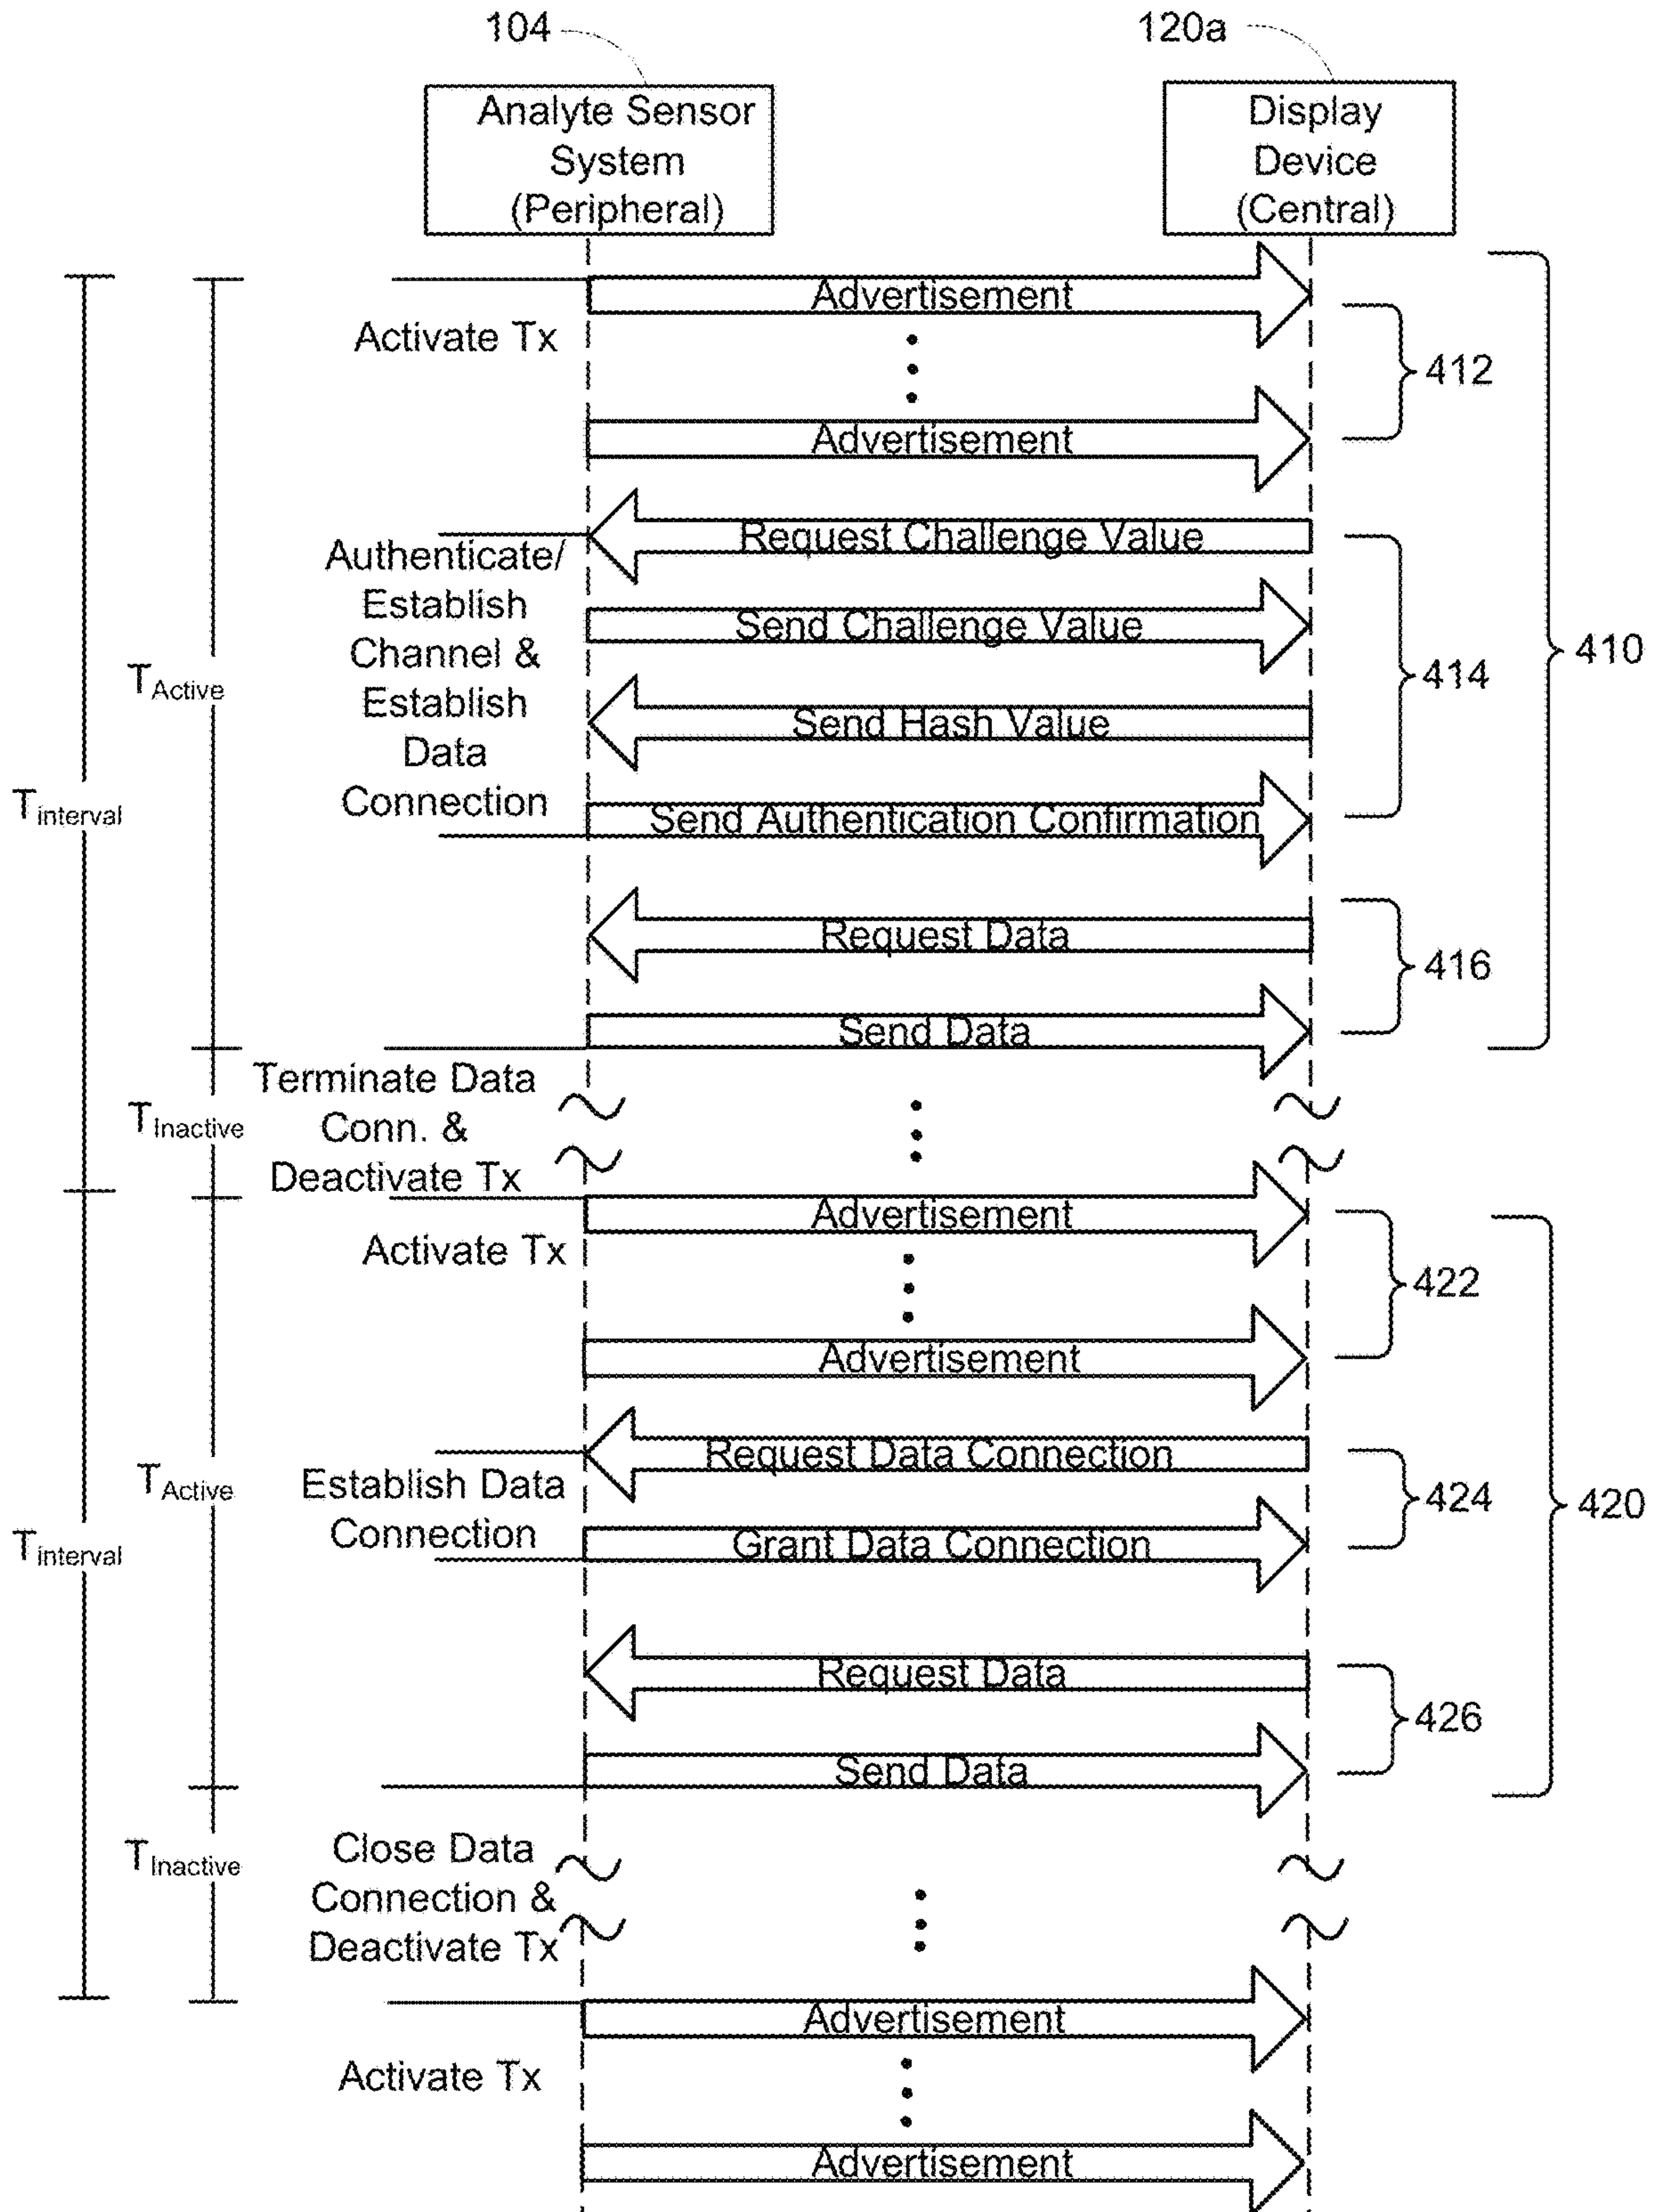 104
120a
Analyte Sensor
System
(Peripheral)
Display
Device
(Central)
Advertisement
Activate Tx
412
Advertisement
Request Challenge Value
Authenticate/
Establish
Channel &
Establish
Data
Connection
Send Challenge Value
410
414
TActive
Send Hash Value
Tinterval
Send Authentication Confirmation
Request Data
416
Send Data
Terminate Data
Conn. &
Deactivate Tx
TInactive
Advertisement
Activate Tx
422
Advertisement
Request Data Connection
TActive
Establish Data
Connection
424
420
Tinterval
Grant Data Connection
Request Data
426
Send Data
TInactive
Close Data
Connection &
Deactivate Tx
Advertisement
Activate Tx
Advertisement